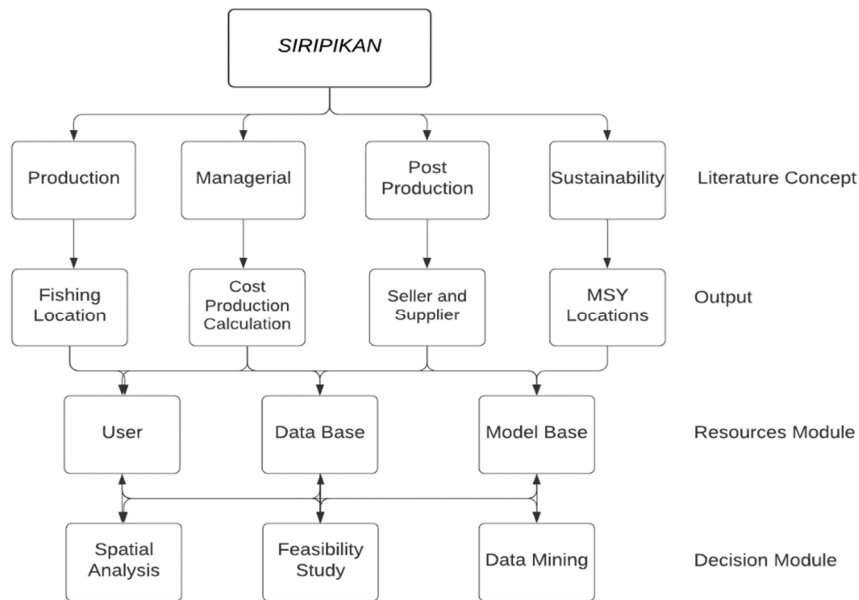 SIRIPIKAN
Production
Managerial
Post
Production
Sustainability
Literature Concept
Fishing
Location
Cost
Production
Calculation
Seller and
Supplier
MSY
Locations
Output
User
Data Base
Model Base
Resources Module
Spatial
Analysis
Feasibility
Study
Data Mining
Decision Module